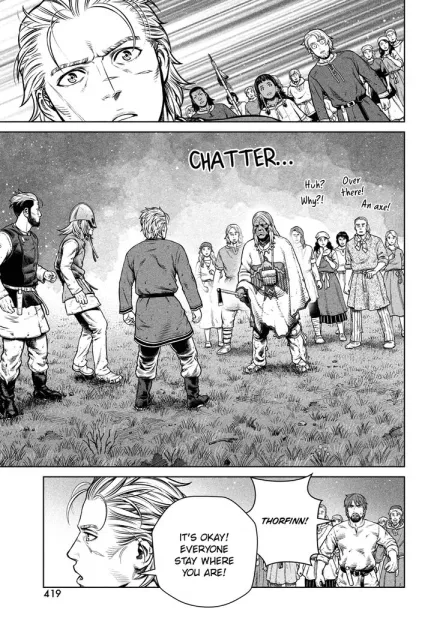 CHATTER...
Huh?
Why?!
Over
there!
An axe!
THORFINN!
IT'S OKAY!
EVERYONE
STAY WHERE
YOU ARE!
419